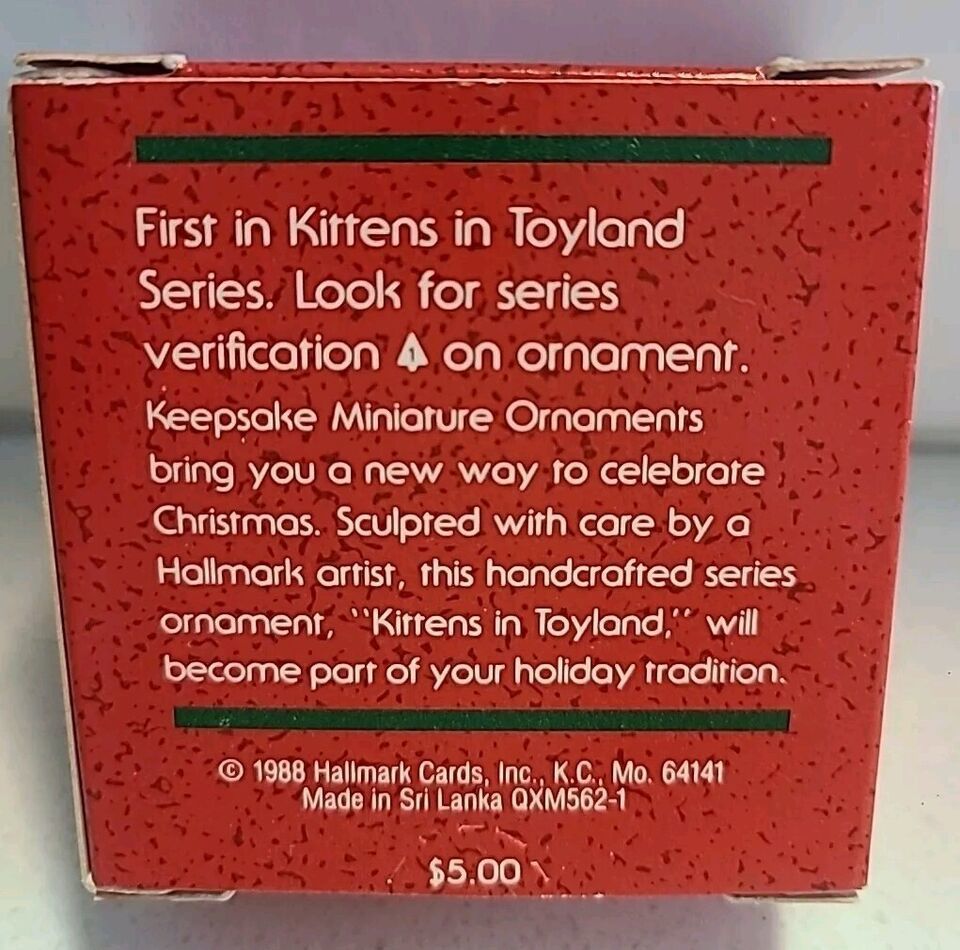 First in Kittens in Toyland
Series. Look for series
verification 1 on ornament.
Keepsake Miniature Ornaments
bring you a new way to celebrate
Christmas. Sculpted with care by a
Hallmark artist, this handcrafted series
ornament, "Kittens in Toyland," will
become part of your holiday tradition.
© 1988 Hallmark Cards, Inc., K.C., Mo. 64141
Made in Sri Lanka QXM562-1
$5.00